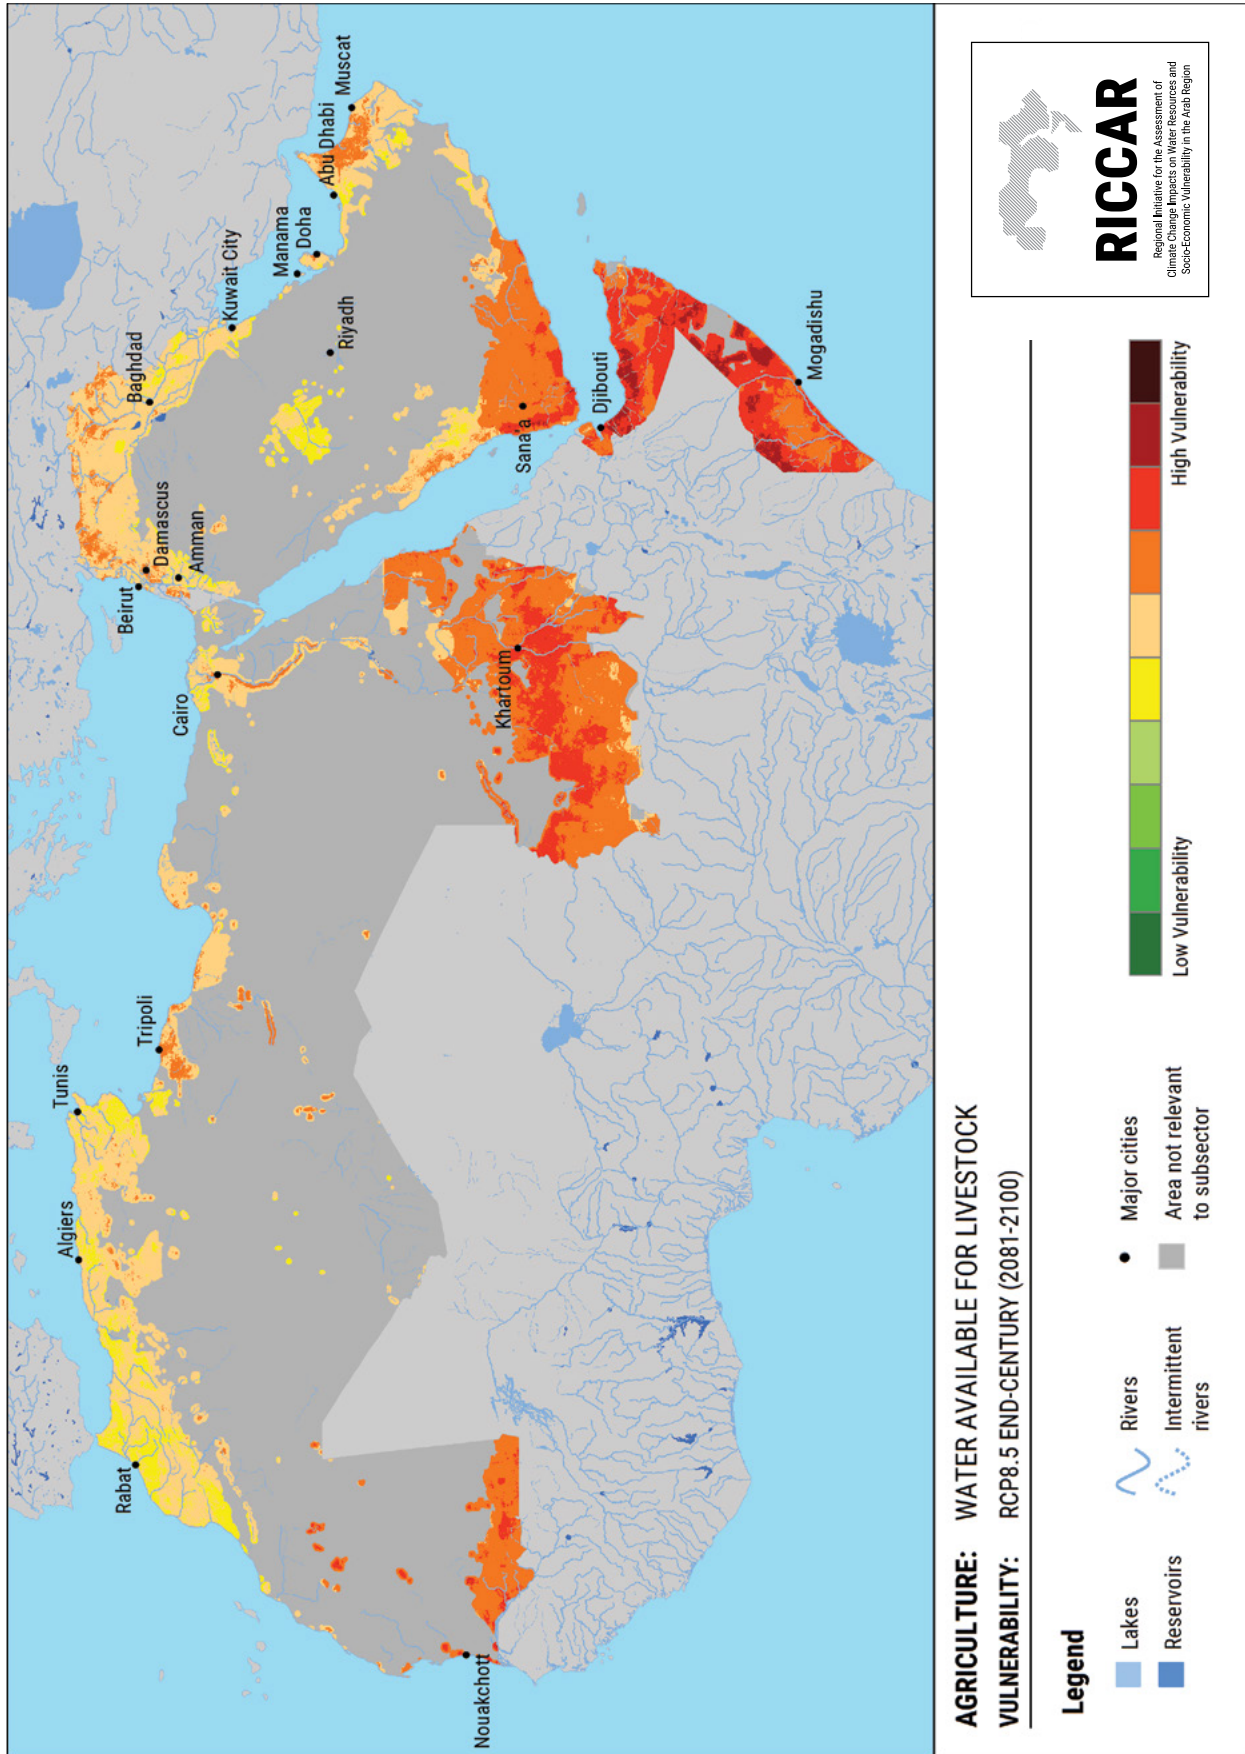 Rabat
Algiers
Tunis
Tripoli
Cairo
Beirut
Damascus
Amman
Baghdad
Kuwait City
Manama
Doha
Abu Dhabi
Muscat
Riyadh
Nouakchott
Khartoum
Sana'a
Djibouti
Mogadishu
AGRICULTURE: WATER AVAILABLE FOR LIVESTOCK
VULNERABILITY: RCP8.5 END-CENTURY (2081-2100)
Legend
Lakes
Reservoirs
Rivers
Intermittent
rivers
Major cities
Area not relevant
to subsector
Low Vulnerability
High Vulnerability
RICCAR
Regional Initiative for the Assessment of
Climate Change Impacts on Water Resources and
Socio-Economic Vulnerability in the Arab Region